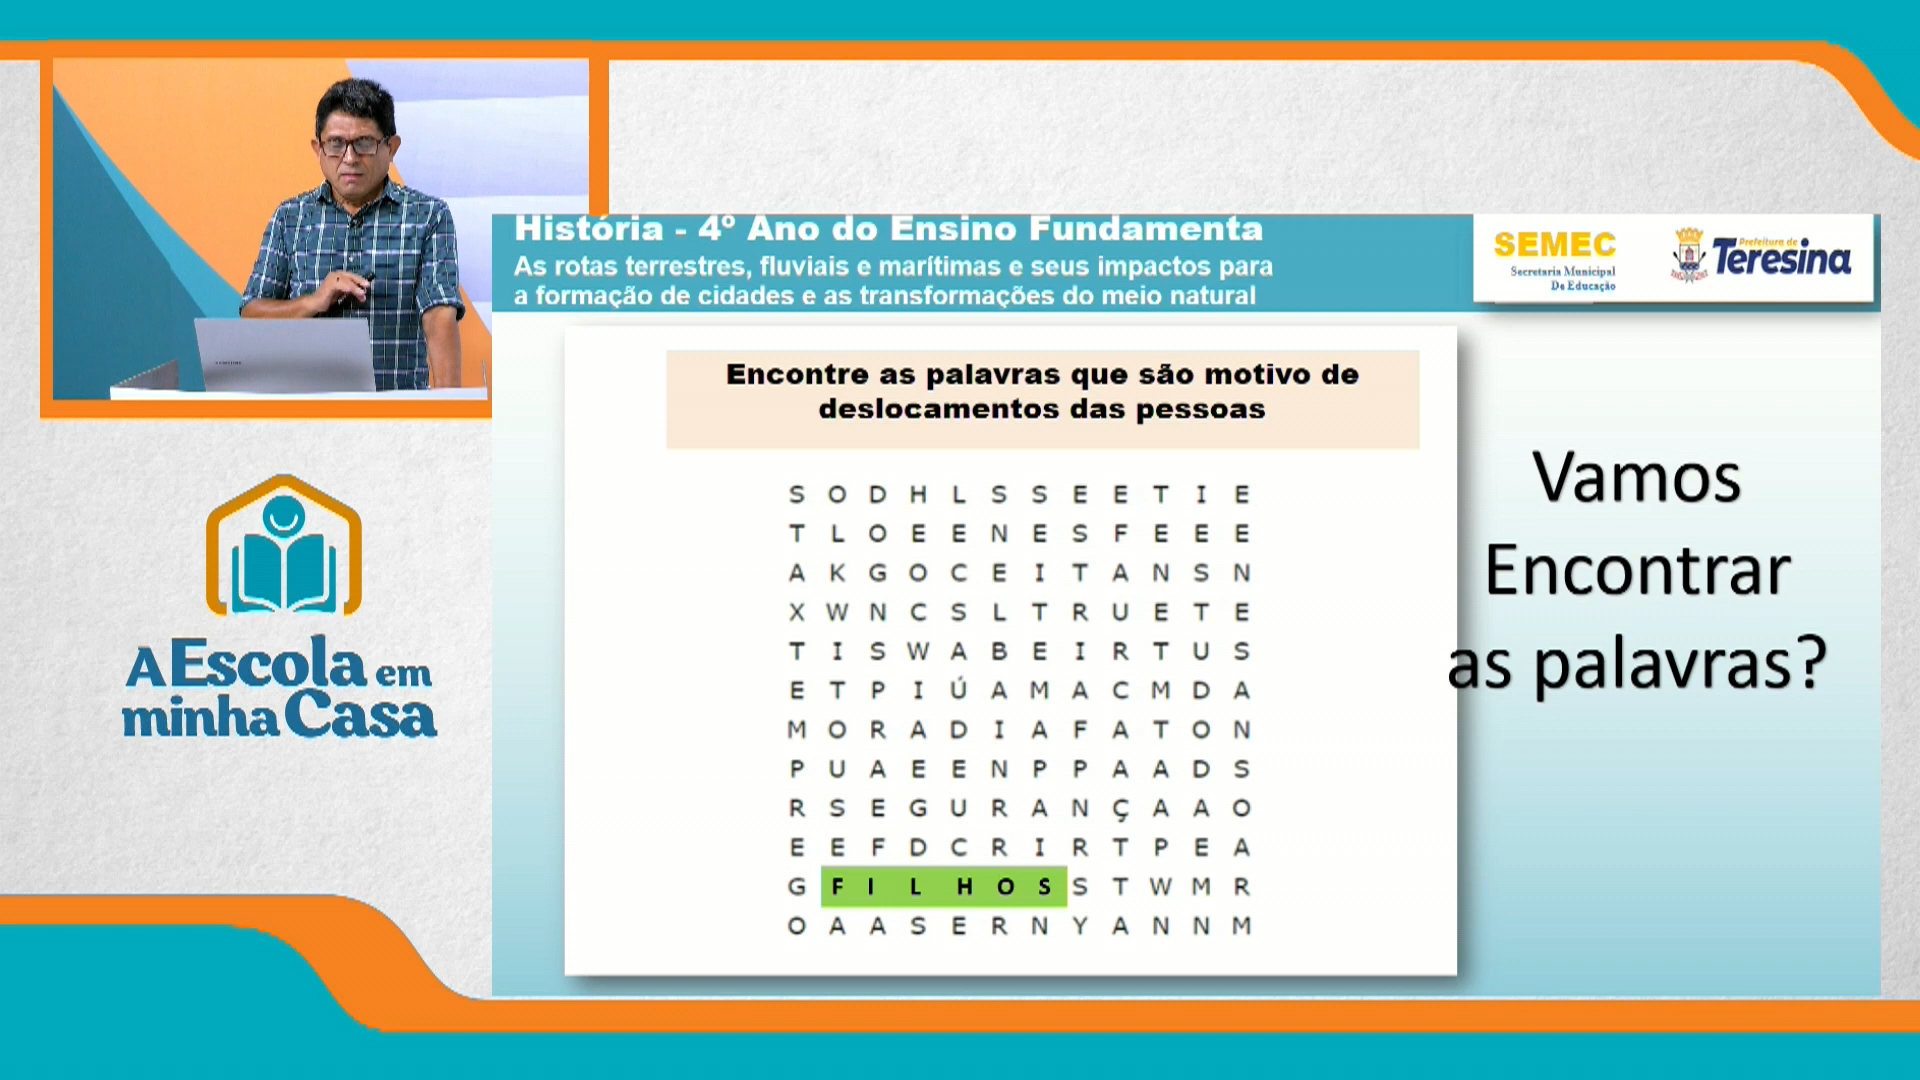 História - 4º Ano do Ensino Fundamenta
As rotas terrestres, fluviais e marítimas e seus impactos para
a formação de cidades e as transformações do meio natural
SEMEC
Secretaria Municipal
De Educação
Prefeitura de
Teresina
Encontre as palavras que são motivo de
deslocamentos das pessoas
S O D H L S S E E T I E
T L O E E N E S F E E E
A K G O C E I T A N S N
X W N C S L T R U E T E
T I S W A B E I R T U S
E T P I Ú A M A C M D A
M O R A D I A F A T O N
P U A E E N P P A A D S
R S E G U R A N Ç A A O
E E F D C R I R T P E A
G F I L H O S S T W M R
O A A S E R N Y A N N M
Vamos
Encontrar
as palavras?
A Escola em
minha Casa
SAMSUNG